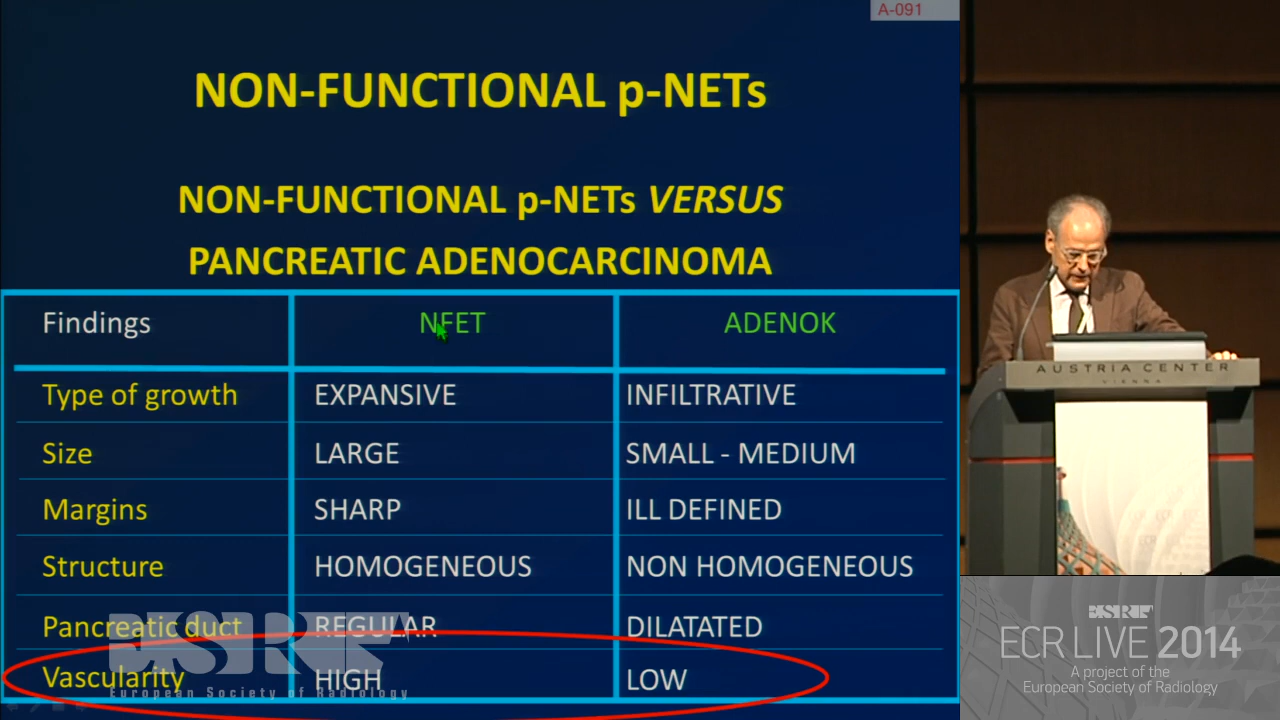 A-091
NON-FUNCTIONAL p-NETs
NON-FUNCTIONAL p-NETs VERSUS
PANCREATIC ADENOCARCINOMA
Findings NFET ADENOK
Type of growth EXPANSIVE INFILTRATIVE
Size LARGE SMALL - MEDIUM
Margins SHARP ILL DEFINED
Structure HOMOGENEOUS NON HOMOGENEOUS
Pancreatic duct REGULAR DILATATED
Vascularity HIGH LOW
ESR
European Society of Radiology
AUSTRIA CENTER
VIENNA
ESR
ECR LIVE 2014
A project of the
European Society of Radiology